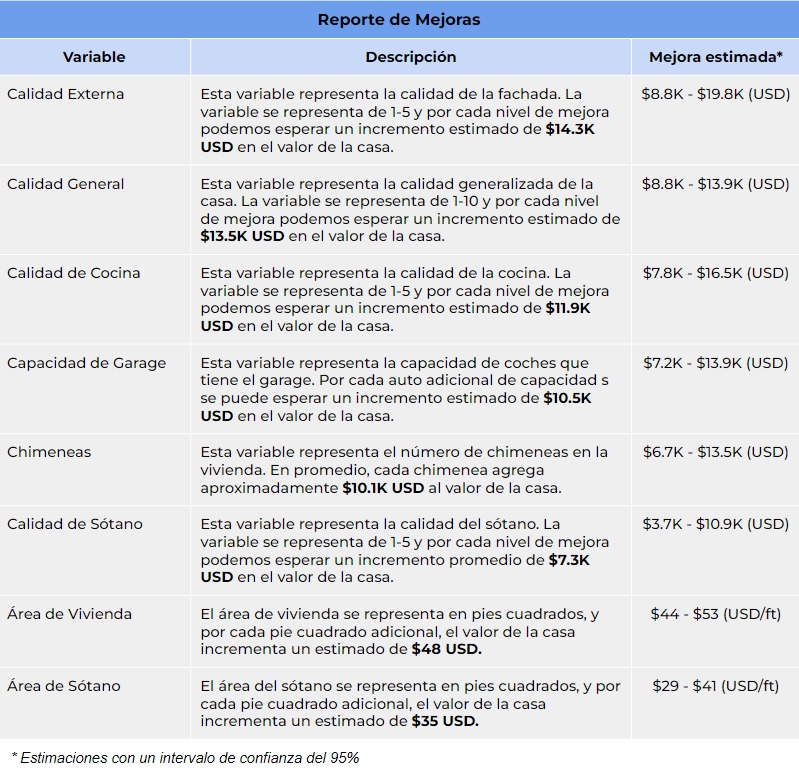 Reporte de Mejoras
Variable Descripción Mejora estimada*
Calidad Externa
Esta variable representa la calidad de la fachada. La
variable se representa de 1-5 y por cada nivel de mejora
podemos esperar un incremento estimado de $14.3K
USD en el valor de la casa.
$8.8K - $19.8K (USD)
Calidad General
Esta variable representa la calidad generalizada de la
casa. La variable se representa de 1-10 y por cada nivel
de mejora podemos esperar un incremento estimado de
$13.5K USD en el valor de la casa.
$8.8K - $13.9K (USD)
Calidad de Cocina
Esta variable representa la calidad de la cocina. La
variable se representa de 1-5 y por cada nivel de mejora
podemos esperar un incremento estimado de $11.9K
USD en el valor de la casa.
$7.8K - $16.5K (USD)
Capacidad de Garage
Esta variable representa la capacidad de coches que
tiene el garage. Por cada auto adicional de capacidad s
se puede esperar un incremento estimado de $10.5K
USD en el valor de la casa.
$7.2K - $13.9K (USD)
Chimeneas
Esta variable representa el número de chimeneas en la
vivienda. En promedio, cada chimenea agrega
aproximadamente $10.1K USD al valor de la casa.
$6.7K - $13.5K (USD)
Calidad de Sótano
Esta variable representa la calidad del sótano. La
variable se representa de 1-5 y por cada nivel de mejora
podemos esperar un incremento promedio de $7.3K
USD en el valor de la casa.
$3.7K - $10.9K (USD)
Área de Vivienda
El área de vivienda se representa en pies cuadrados, y
por cada pie cuadrado adicional, el valor de la casa
incrementa un estimado de $48 USD.
$44 - $53 (USD/ft)
Área de Sótano
El área del sótano se representa en pies cuadrados, y por
cada pie cuadrado adicional, el valor de la casa
incrementa un estimado de $35 USD.
$29 - $41 (USD/ft)
* Estimaciones con un intervalo de confianza del 95%